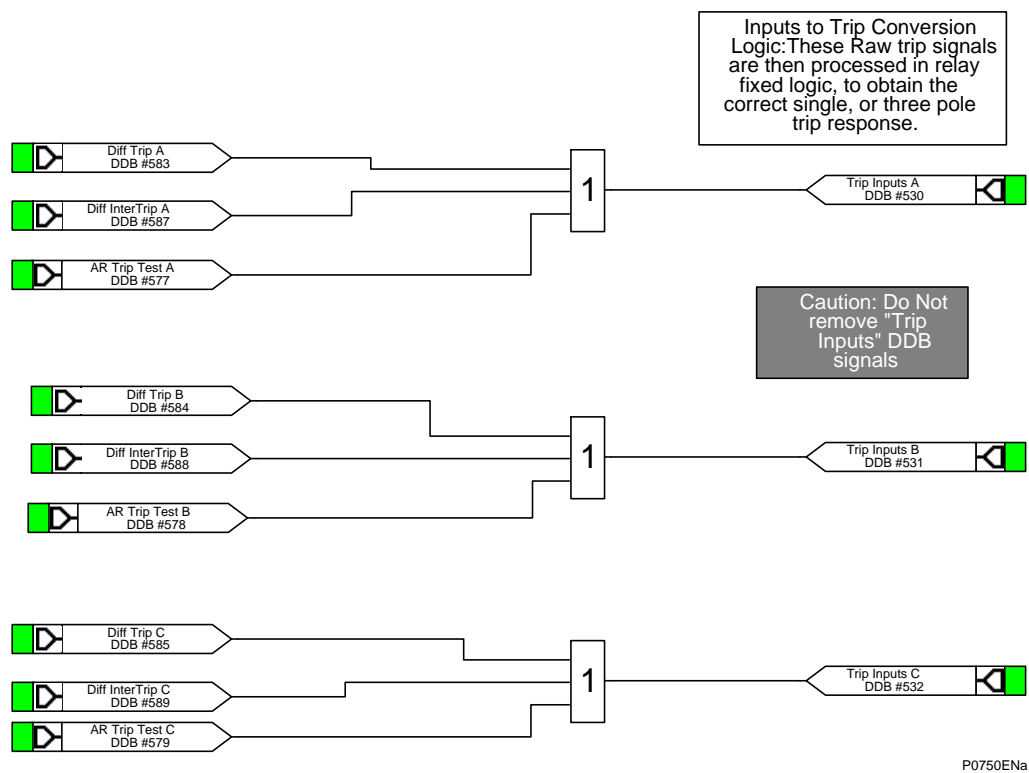 Inputs to Trip Conversion
Logic:These Raw trip signals
are then processed in relay
fixed logic, to obtain the
correct single, or three pole
trip response.
Diff Trip A
DDB #583
Diff InterTrip A
DDB #587
AR Trip Test A
DDB #577
1
Trip Inputs A
DDB #530
Caution: Do Not
remove "Trip
Inputs" DDB
signals
Diff Trip B
DDB #584
Diff InterTrip B
DDB #588
AR Trip Test B
DDB #578
1
Trip Inputs B
DDB #531
Diff Trip C
DDB #585
Diff InterTrip C
DDB #589
AR Trip Test C
DDB #579
1
Trip Inputs C
DDB #532
P0750ENa